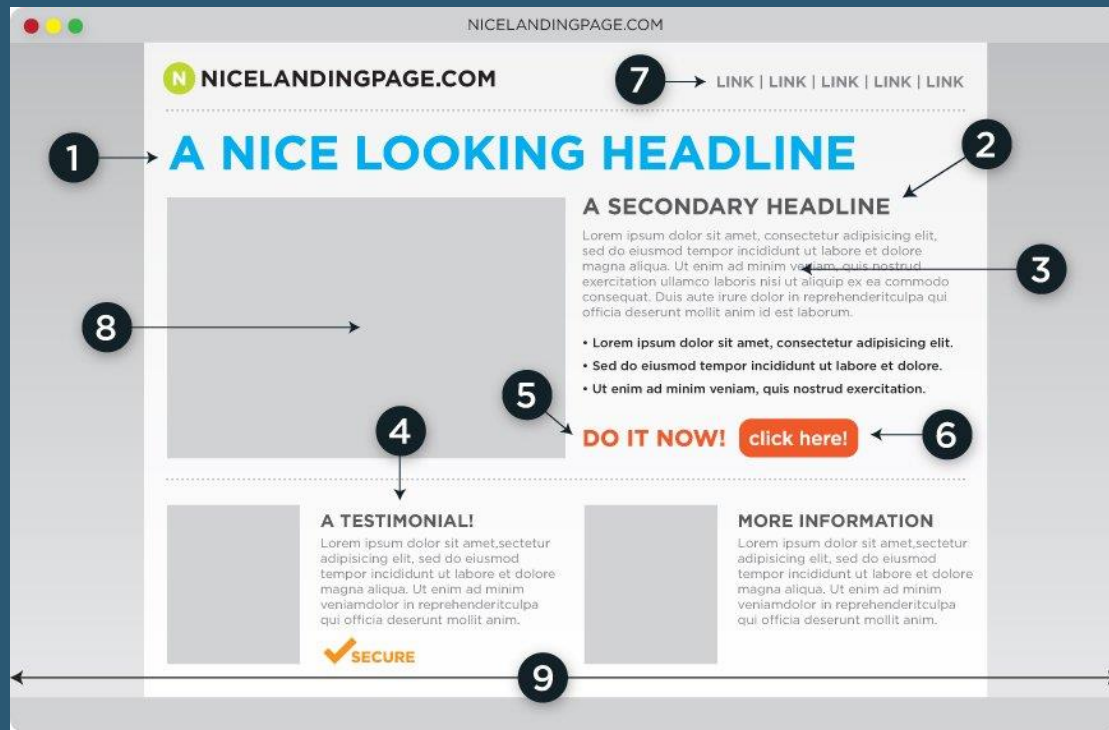 NICELANDINGPAGE.COM
N NICELANDINGPAGE.COM
7
LINK | LINK | LINK | LINK | LINK
1
A NICE LOOKING HEADLINE
2
A SECONDARY HEADLINE
Lorem ipsum dolor sit amet, consectetur adipisicing elit,
sed do eiusmod tempor incididunt ut labore et dolore
magna aliqua. Ut enim ad minim veniam, quis nostrud
exercitation ullamco laboris nisi ut aliquip ex ea commodo
consequat. Duis aute irure dolor in reprehenderitculpa qui
officia deserunt mollit anim id est laborum.
3
8
• Lorem ipsum dolor sit amet, consectetur adipisicing elit.
• Sed do eiusmod tempor incididunt ut labore et dolore.
• Ut enim ad minim veniam, quis nostrud exercitation.
5
DO IT NOW!
click here!
6
4
A TESTIMONIAL!
Lorem ipsum dolor sit amet,sectetur
adipisicing elit, sed do eiusmod
tempor incididunt ut labore et dolore
magna aliqua. Ut enim ad minim
veniamdolor in reprehenderitculpa
qui officia deserunt mollit anim.
SECURE
MORE INFORMATION
Lorem ipsum dolor sit amet,sectetur
adipisicing elit, sed do eiusmod
tempor incididunt ut labore et dolore
magna aliqua. Ut enim ad minim
veniamdolor in reprehenderitculpa
qui officia deserunt mollit anim.
9